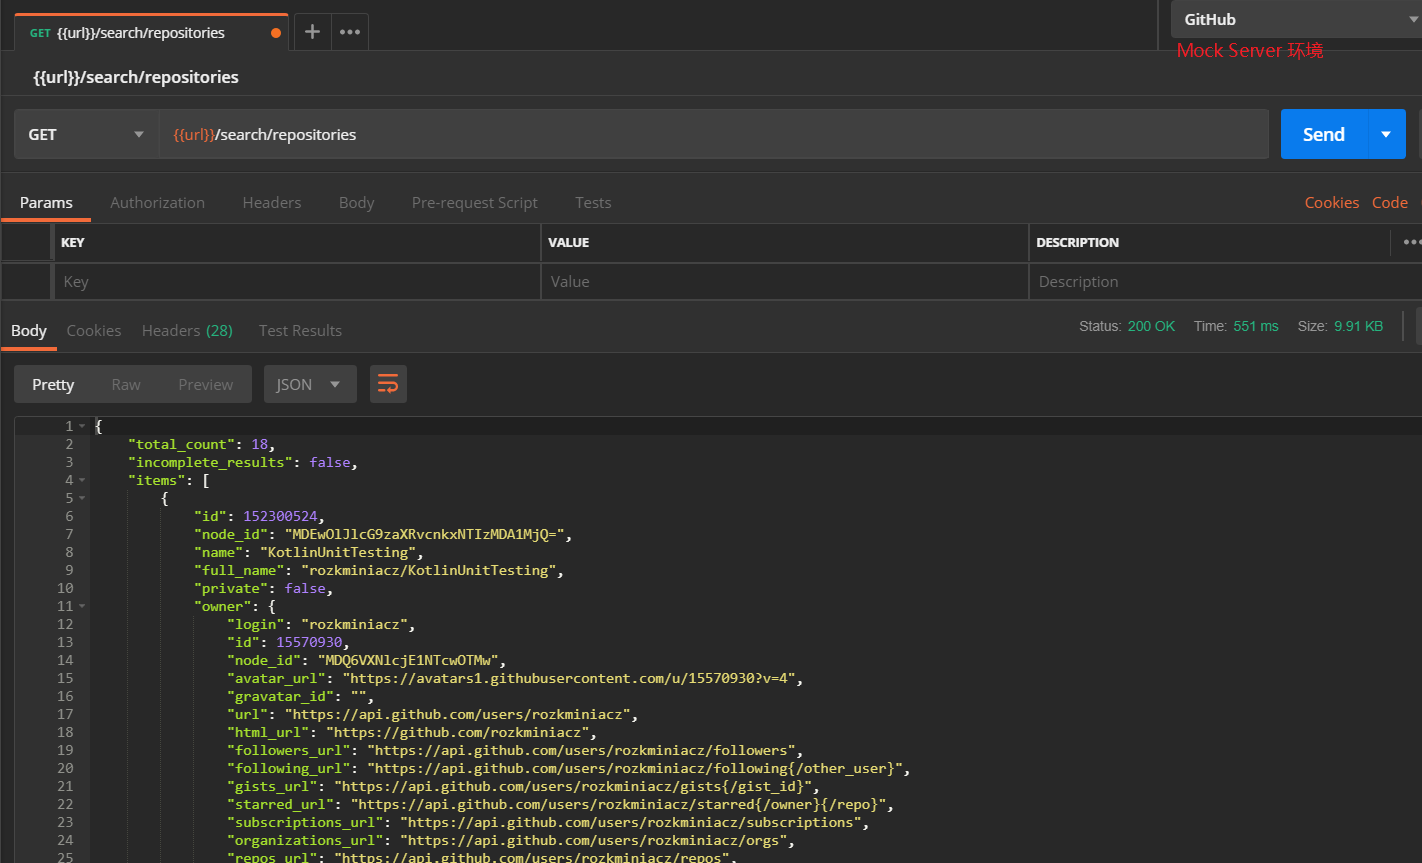 GET {{url}}/search/repositories
GitHub
Mock Server 环境
{{url}}/search/repositories
GET {{url}}/search/repositories Send
Params Authorization Headers Body Pre-request Script Tests Cookies Code
KEY VALUE DESCRIPTION
Key Value Description
Body Cookies Headers (28) Test Results Status: 200 OK Time: 551 ms Size: 9.91 KB
Pretty Raw Preview JSON
1 {
2 "total_count": 18,
3 "incomplete_results": false,
4 "items": [
5 {
6 "id": 152300524,
7 "node_id": "MDEwOlJlcG9zaXRvcnkxNTIzMDA1MjQ=",
8 "name": "KotlinUnitTesting",
9 "full_name": "rozkminiacz/KotlinUnitTesting",
10 "private": false,
11 "owner": {
12 "login": "rozkminiacz",
13 "id": 15570930,
14 "node_id": "MDQ6VXNlcjE1NTcwOTMw",
15 "avatar_url": "https://avatars1.githubusercontent.com/u/15570930?v=4",
16 "gravatar_id": "",
17 "url": "https://api.github.com/users/rozkminiacz",
18 "html_url": "https://github.com/rozkminiacz",
19 "followers_url": "https://api.github.com/users/rozkminiacz/followers",
20 "following_url": "https://api.github.com/users/rozkminiacz/following{/other_user}",
21 "gists_url": "https://api.github.com/users/rozkminiacz/gists{/gist_id}",
22 "starred_url": "https://api.github.com/users/rozkminiacz/starred{/owner}{/repo}",
23 "subscriptions_url": "https://api.github.com/users/rozkminiacz/subscriptions",
24 "organizations_url": "https://api.github.com/users/rozkminiacz/orgs",
25 "repos_url": "https://api.github.com/users/rozkminiacz/repos",